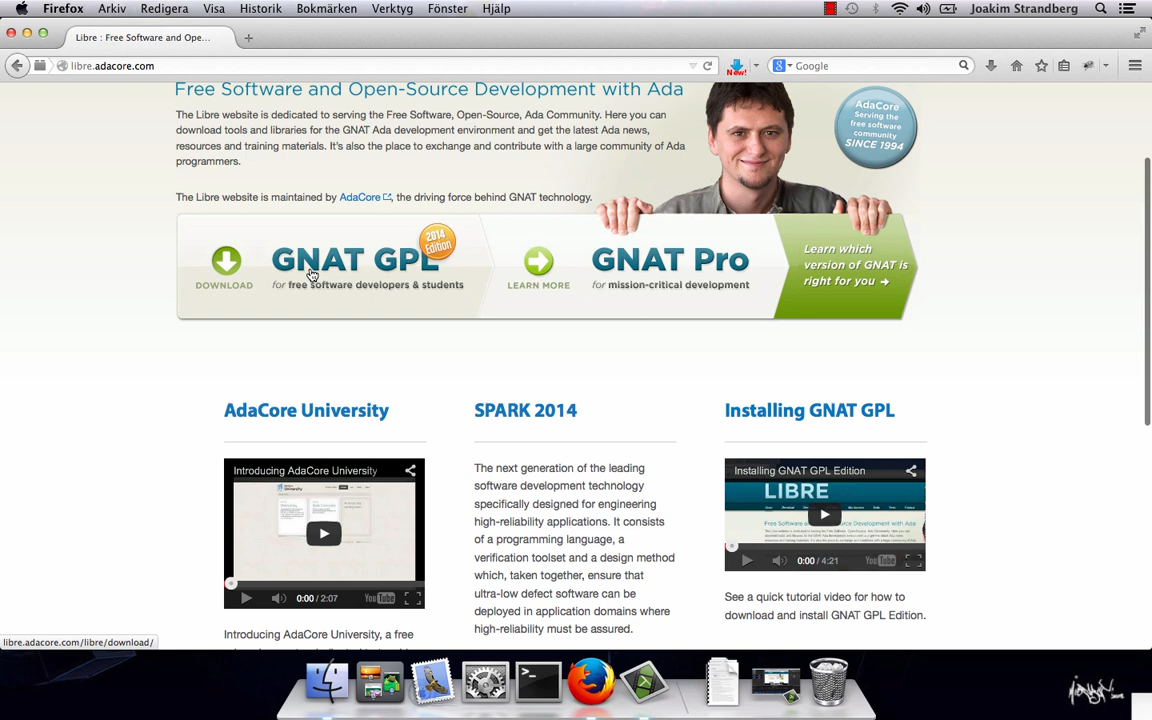 Firefox Arkiv Redigera Visa Historik Bokmärken Verktyg Fönster Hjälp Joakim Strandberg
Libre : Free Software and Ope...
libre.adacore.com
New!
Google
Free Software and Open-Source Development with Ada
The Libre website is dedicated to serving the Free Software, Open-Source, Ada Community. Here you can
download tools and libraries for the GNAT Ada development environment and get the latest Ada news,
resources and training materials. It's also the place to exchange and contribute with a large community of Ada
programmers.
The Libre website is maintained by AdaCore, the driving force behind GNAT technology.
AdaCore
Serving the
free software
community
SINCE 1994
DOWNLOAD
GNAT GPL
2014
Edition
for free software developers & students
LEARN MORE
GNAT Pro
for mission-critical development
Learn which
version of GNAT is
right for you
AdaCore University
Introducing AdaCore University
0:00 / 2:07
YouTube
Introducing AdaCore University, a free
SPARK 2014
The next generation of the leading
software development technology
specifically designed for engineering
high-reliability applications. It consists
of a programming language, a
verification toolset and a design method
which, taken together, ensure that
ultra-low defect software can be
deployed in application domains where
high-reliability must be assured.
Installing GNAT GPL
Installing GNAT GPL Edition
LIBRE
Free Software and Open-Source Development with Ada
0:00 / 4:21
YouTube
See a quick tutorial video for how to
download and install GNAT GPL Edition.
libre.adacore.com/libre/download/